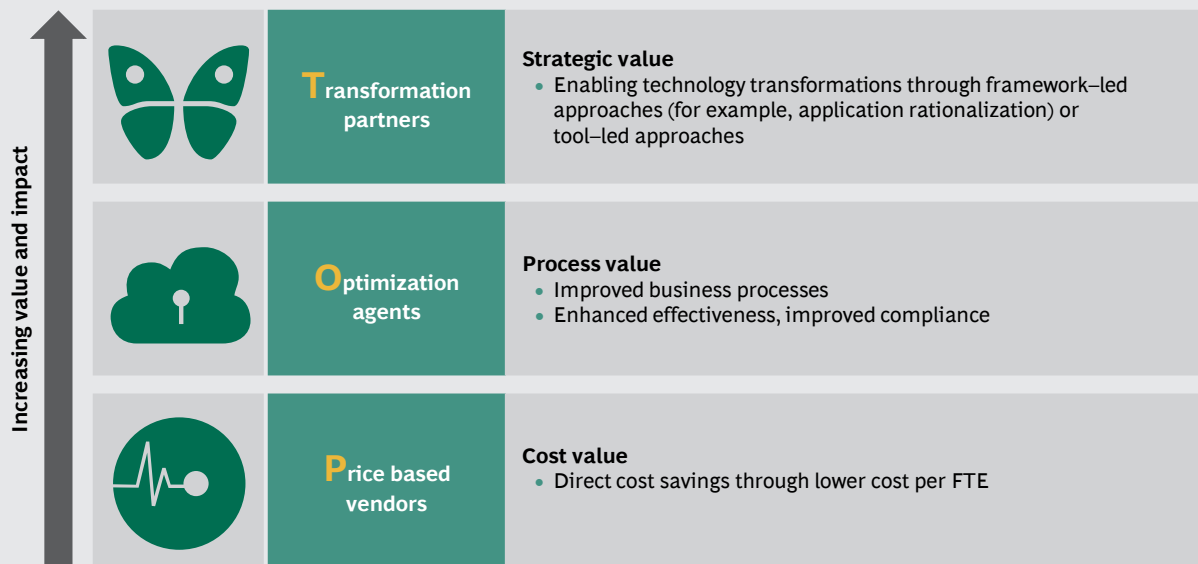 Increasing value and impact
Transformation
partners
Strategic value
• Enabling technology transformations through framework–led
approaches (for example, application rationalization) or
tool–led approaches
Optimization
agents
Process value
• Improved business processes
• Enhanced effectiveness, improved compliance
Price based
vendors
Cost value
• Direct cost savings through lower cost per FTE